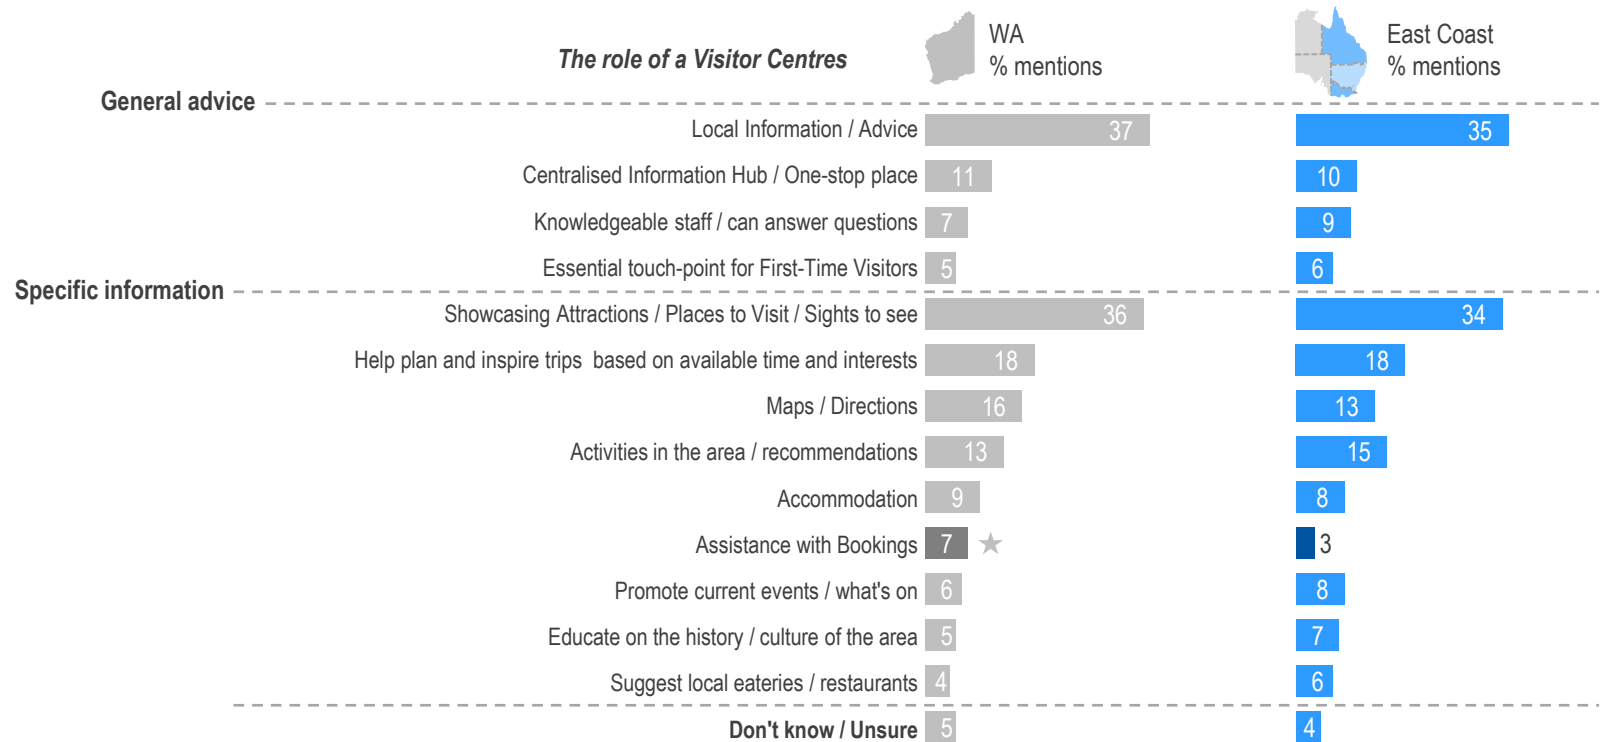 The role of a Visitor Centres
WA
% mentions
East Coast
% mentions
General advice
Local Information / Advice 37 35
Centralised Information Hub / One-stop place 11 10
Knowledgeable staff / can answer questions 7 9
Essential touch-point for First-Time Visitors 5 6
Specific information
Showcasing Attractions / Places to Visit / Sights to see 36 34
Help plan and inspire trips  based on available time and interests 18 18
Maps / Directions 16 13
Activities in the area / recommendations 13 15
Accommodation 9 8
Assistance with Bookings 7 3
Promote current events / what's on 6 8
Educate on the history / culture of the area 5 7
Suggest local eateries / restaurants 4 6
Don't know / Unsure 5 4